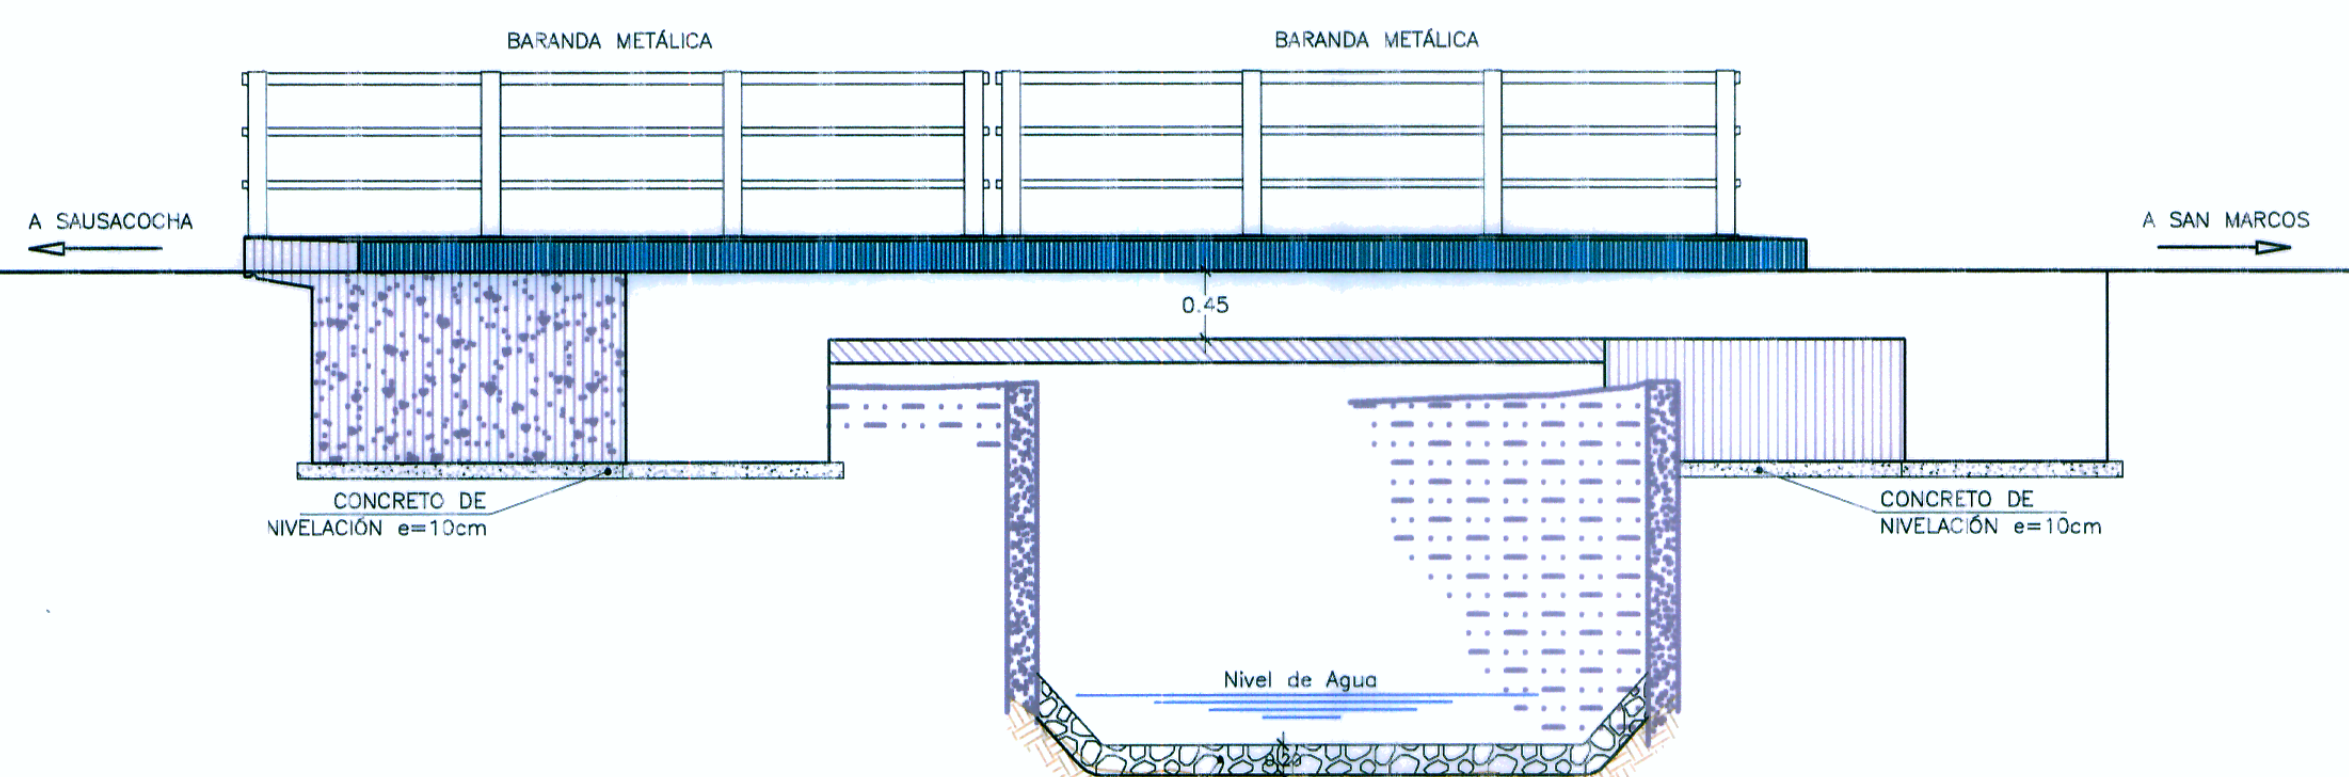 BARANDA METÁLICA
BARANDA METÁLICA
A SAUSACOCHA
A SAN MARCOS
0.45
CONCRETO DE
NIVELACIÓN e=10cm
CONCRETO DE
NIVELACIÓN e=10cm
Nivel de Agua